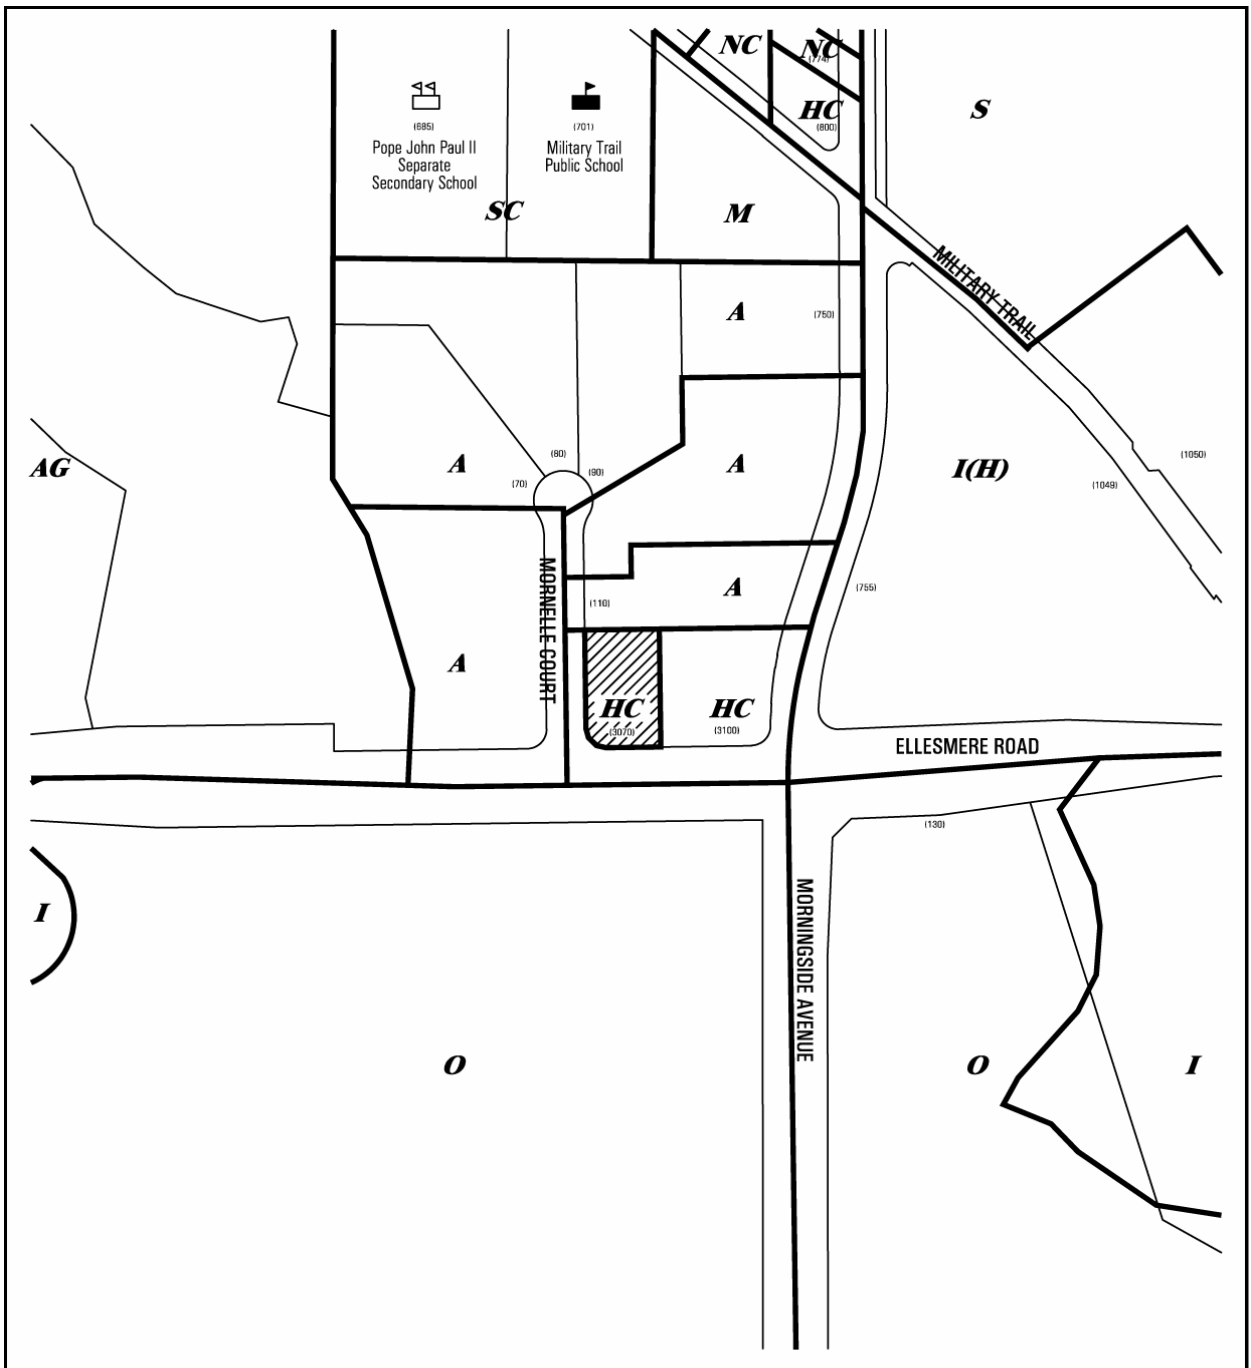 NC
NC
(774)
HC
(800)
S
(685)
Pope John Paul II
Separate
Secondary School
(701)
Military Trail
Public School
SC
M
MILITARY TRAIL
A
(750)
AG
A
(80)
(70)
(90)
A
I(H)
(1050)
(1049)
MORNELLE COURT
A
(110)
(755)
A
HC
(3070)
HC
(3100)
ELLESMERE ROAD
(130)
I
MORNINGSIDE AVENUE
O
O
I